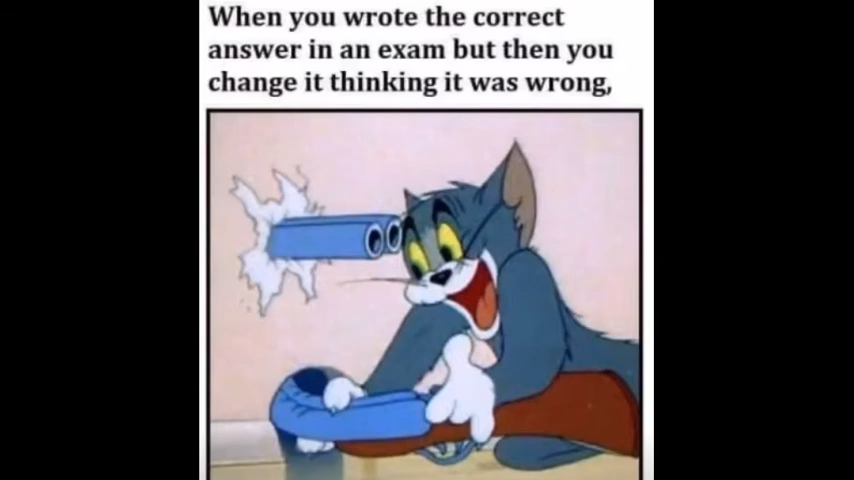 When you wrote the correct
answer in an exam but then you
change it thinking it was wrong,